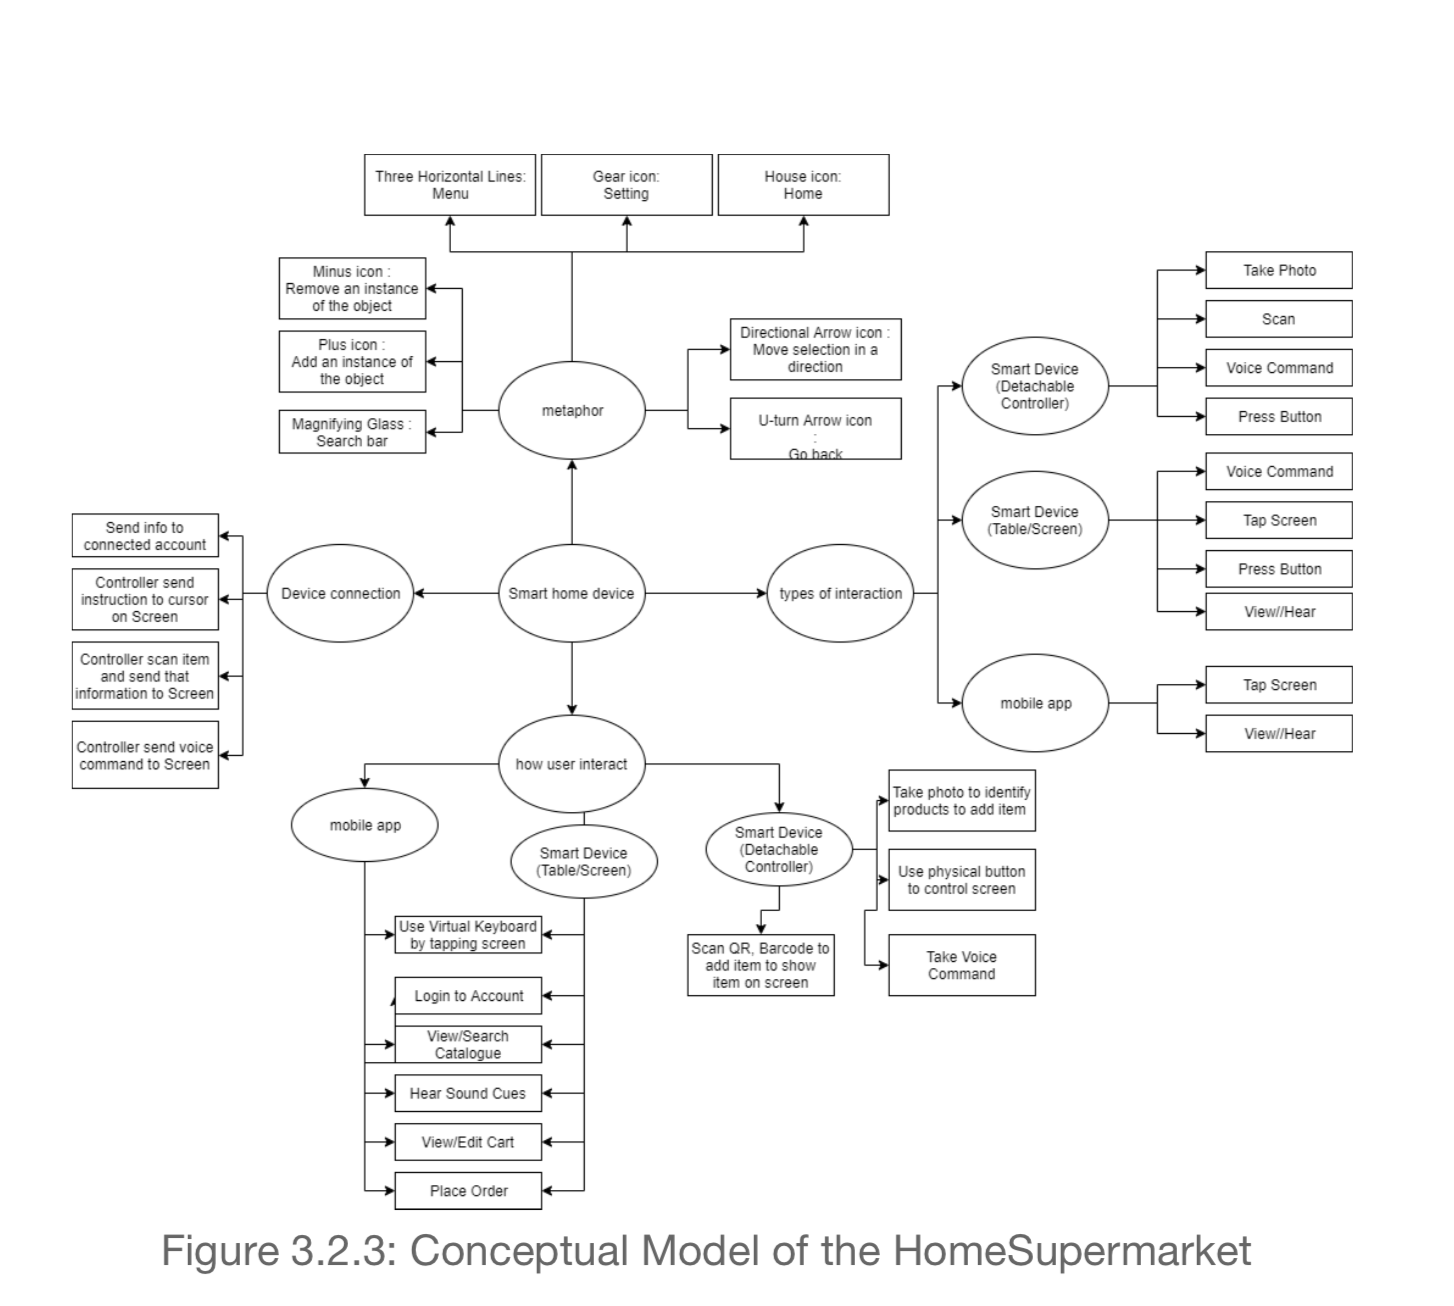 Three Horizontal Lines:
Menu
Gear icon:
Setting
House icon:
Home
Minus icon :
Remove an instance
of the object
Plus icon :
Add an instance of
the object
Magnifying Glass :
Search bar
metaphor
Directional Arrow icon :
Move selection in a
direction
U-turn Arrow icon
:
Go back
Smart Device
(Detachable
Controller)
Take Photo
Scan
Voice Command
Press Button
Smart Device
(Table/Screen)
Voice Command
Tap Screen
Press Button
View//Hear
Send info to
connected account
Controller send
instruction to cursor
on Screen
Controller scan item
and send that
information to Screen
Controller send voice
command to Screen
Device connection
Smart home device
types of interaction
mobile app
Tap Screen
View//Hear
how user interact
mobile app
Smart Device
(Table/Screen)
Smart Device
(Detachable
Controller)
Take photo to identify
products to add item
Use physical button
to control screen
Take Voice
Command
Scan QR, Barcode to
add item to show
item on screen
Use Virtual Keyboard
by tapping screen
Login to Account
View/Search
Catalogue
Hear Sound Cues
View/Edit Cart
Place Order
Figure 3.2.3: Conceptual Model of the HomeSupermarket